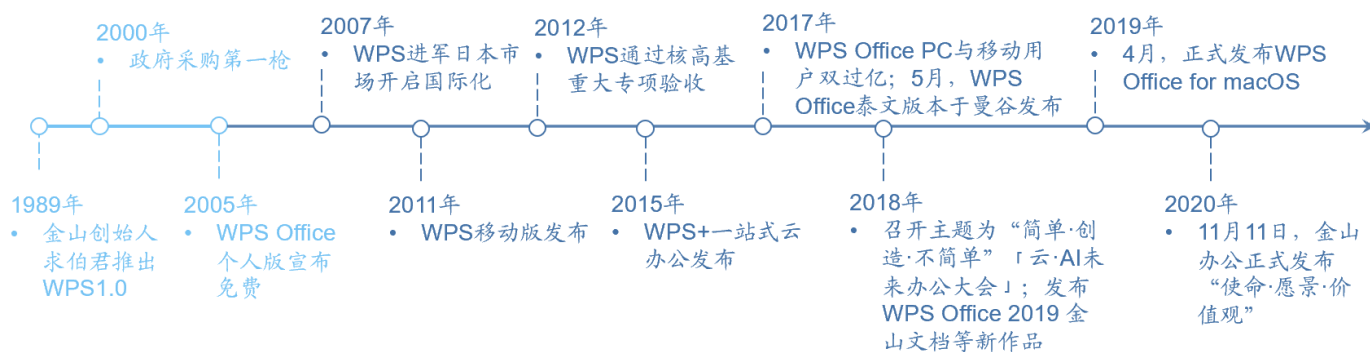 2000年
• 政府采购第一枪
2007年
• WPS进军日本市
场开启国际化
2012年
• WPS通过核高基
重大专项验收
2017年
• WPS Office PC与移动用
户双过亿；5月，WPS
Office泰文版本于曼谷发布
2019年
• 4月，正式发布WPS
Office for macOS
1989年
• 金山创始人
求伯君推出
WPS1.0
2005年
• WPS Office
个人版宣布
免费
2011年
• WPS移动版发布
2015年
• WPS+一站式云
办公发布
2018年
• 召开主题为“简单·创
造·不简单”「云·AI未
来办公大会」；发布
WPS Office 2019 金
山文档等新作品
2020年
• 11月11日，金山
办公正式发布
“使命·愿景·价
值观”